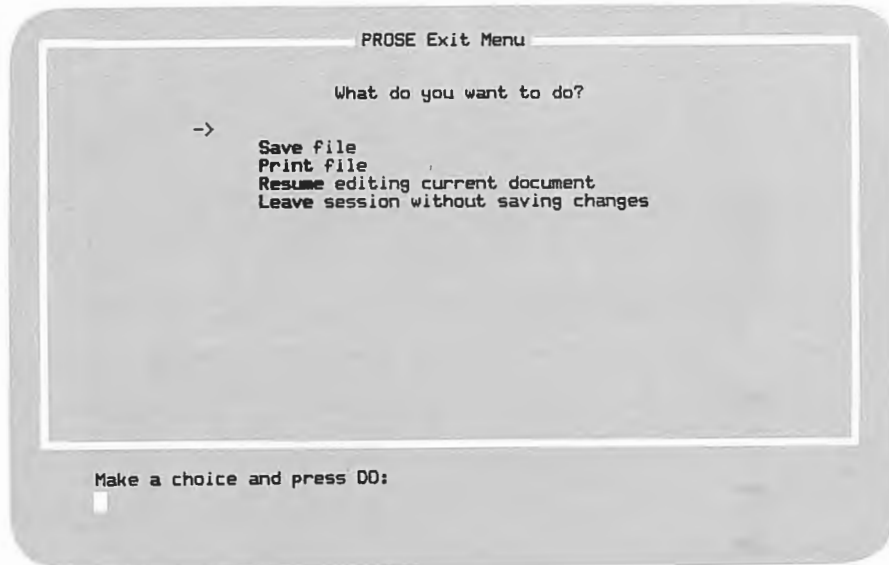 PROSE Exit Menu
What do you want to do?
->
Save file
Print file
Resume editing current document
Leave session without saving changes
Make a choice and press DO: